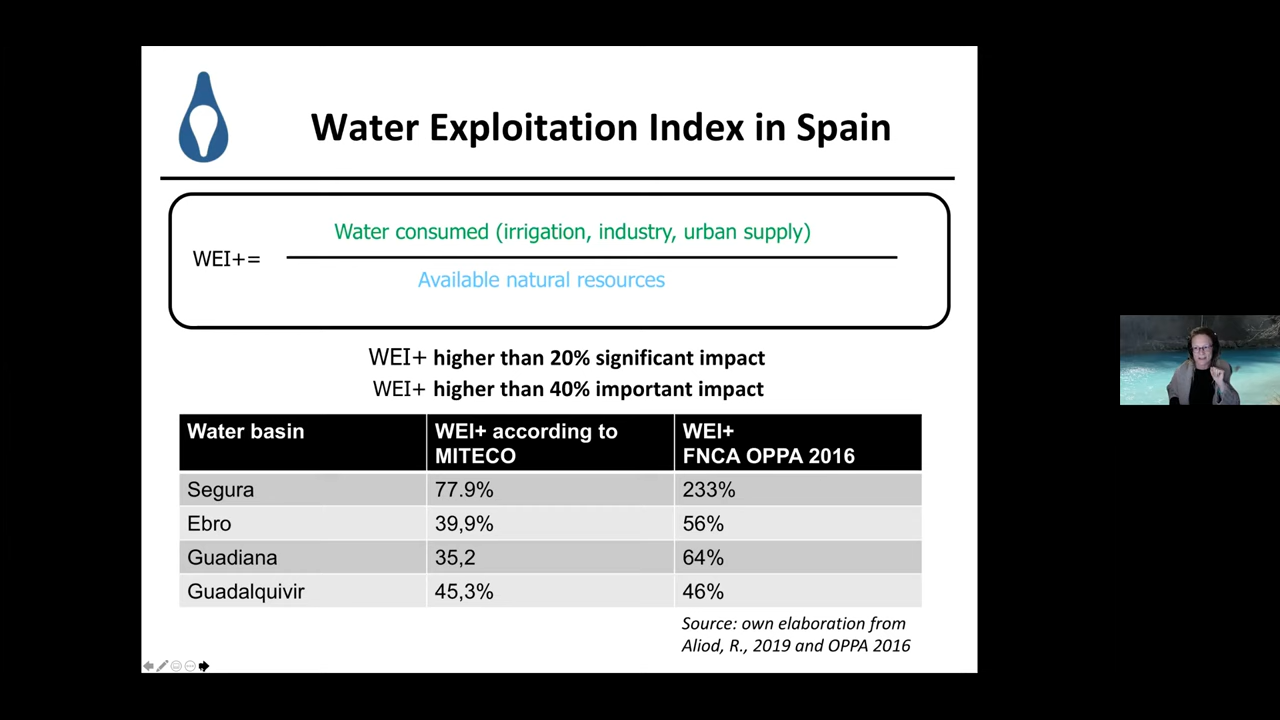 Water Exploitation Index in Spain
Water consumed (irrigation, industry, urban supply)
WEI+=
Available natural resources
WEI+ higher than 20% significant impact
WEI+ higher than 40% important impact
Water basin
WEI+ according to
MITECO
WEI+
FNCA OPPA 2016
Segura
77.9%
233%
Ebro
39,9%
56%
Guadiana
35,2
64%
Guadalquivir
45,3%
46%
Source: own elaboration from
Aliod, R., 2019 and OPPA 2016